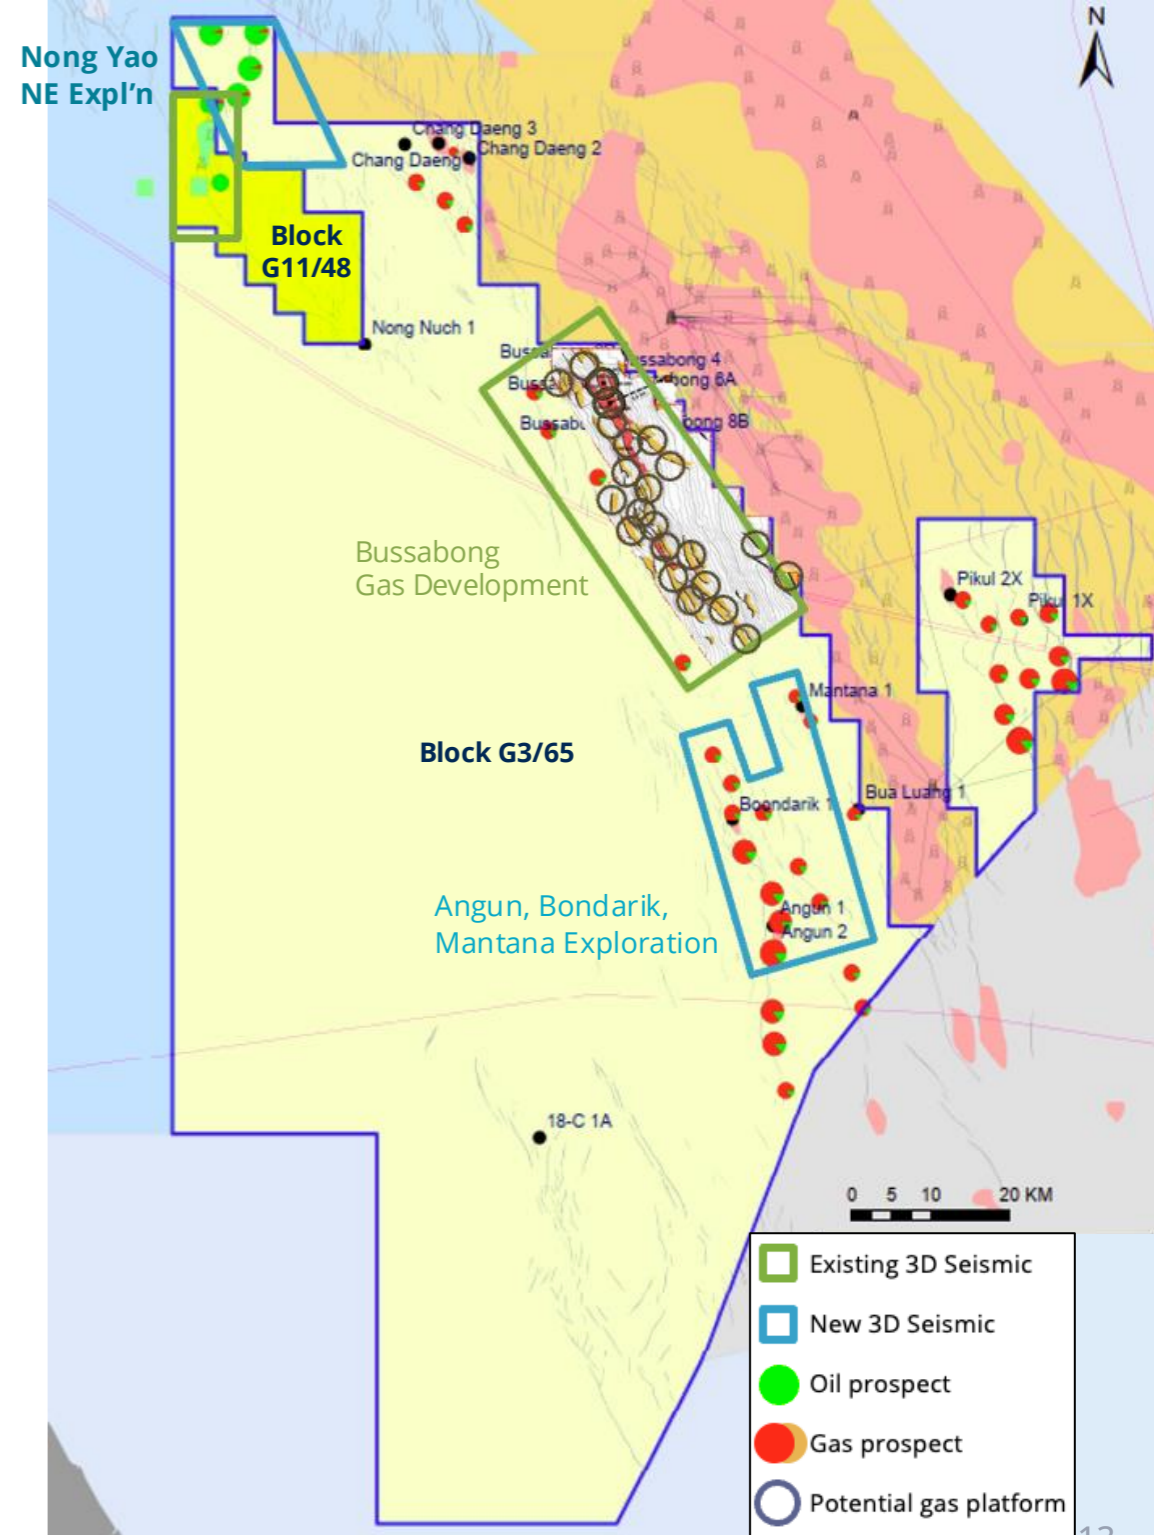 N
Nong Yao
NE Expl’n
Chang Daeng 3
Chang Daeng 2
Chang Daeng
Block
G11/48
Nong Nuch 1
Bussabong 4
Bussabong 6A
Bussabong 8B
Bussabong
Gas Development
Pikul 2X
Pikul 1X
Mantana 1
Block G3/65
Bua Luang 1
Boondarik 1
Angun, Bondarik,
Mantana Exploration
Angun 1
Angun 2
18-C 1A
0 5 10 20 KM
Existing 3D Seismic
New 3D Seismic
Oil prospect
Gas prospect
Potential gas platform